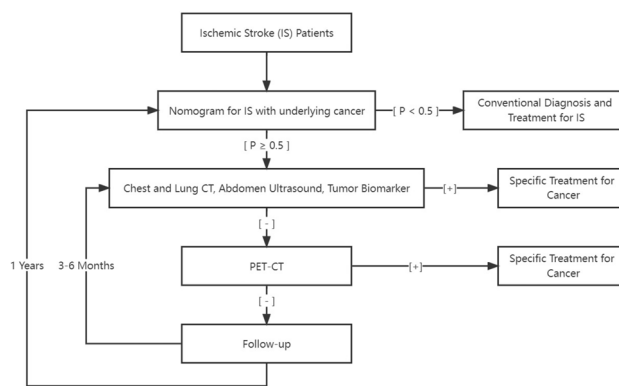 Ischemic Stroke (IS) Patients
Nomogram for IS with underlying cancer
[ P < 0.5 ]
Conventional Diagnosis and
Treatment for IS
[ P ≥ 0.5 ]
Chest and Lung CT, Abdomen Ultrasound, Tumor Biomarker
[+]
Specific Treatment for
Cancer
[ - ]
1 Years
3-6 Months
PET-CT
[+]
Specific Treatment for
Cancer
[ - ]
Follow-up